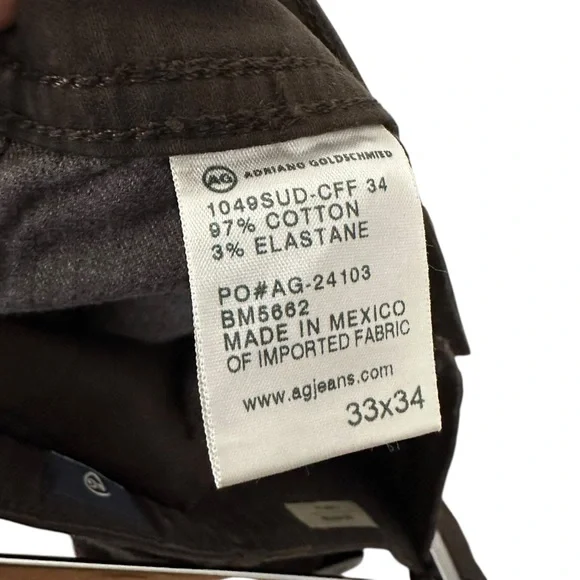 AG ADRIANO GOLDSCHMIED
1049SUD-CFF 34
97% COTTON
3% ELASTANE
PO#AG-24103
BM5662
MADE IN MEXICO
OF IMPORTED FABRIC
www.agjeans.com
33x34